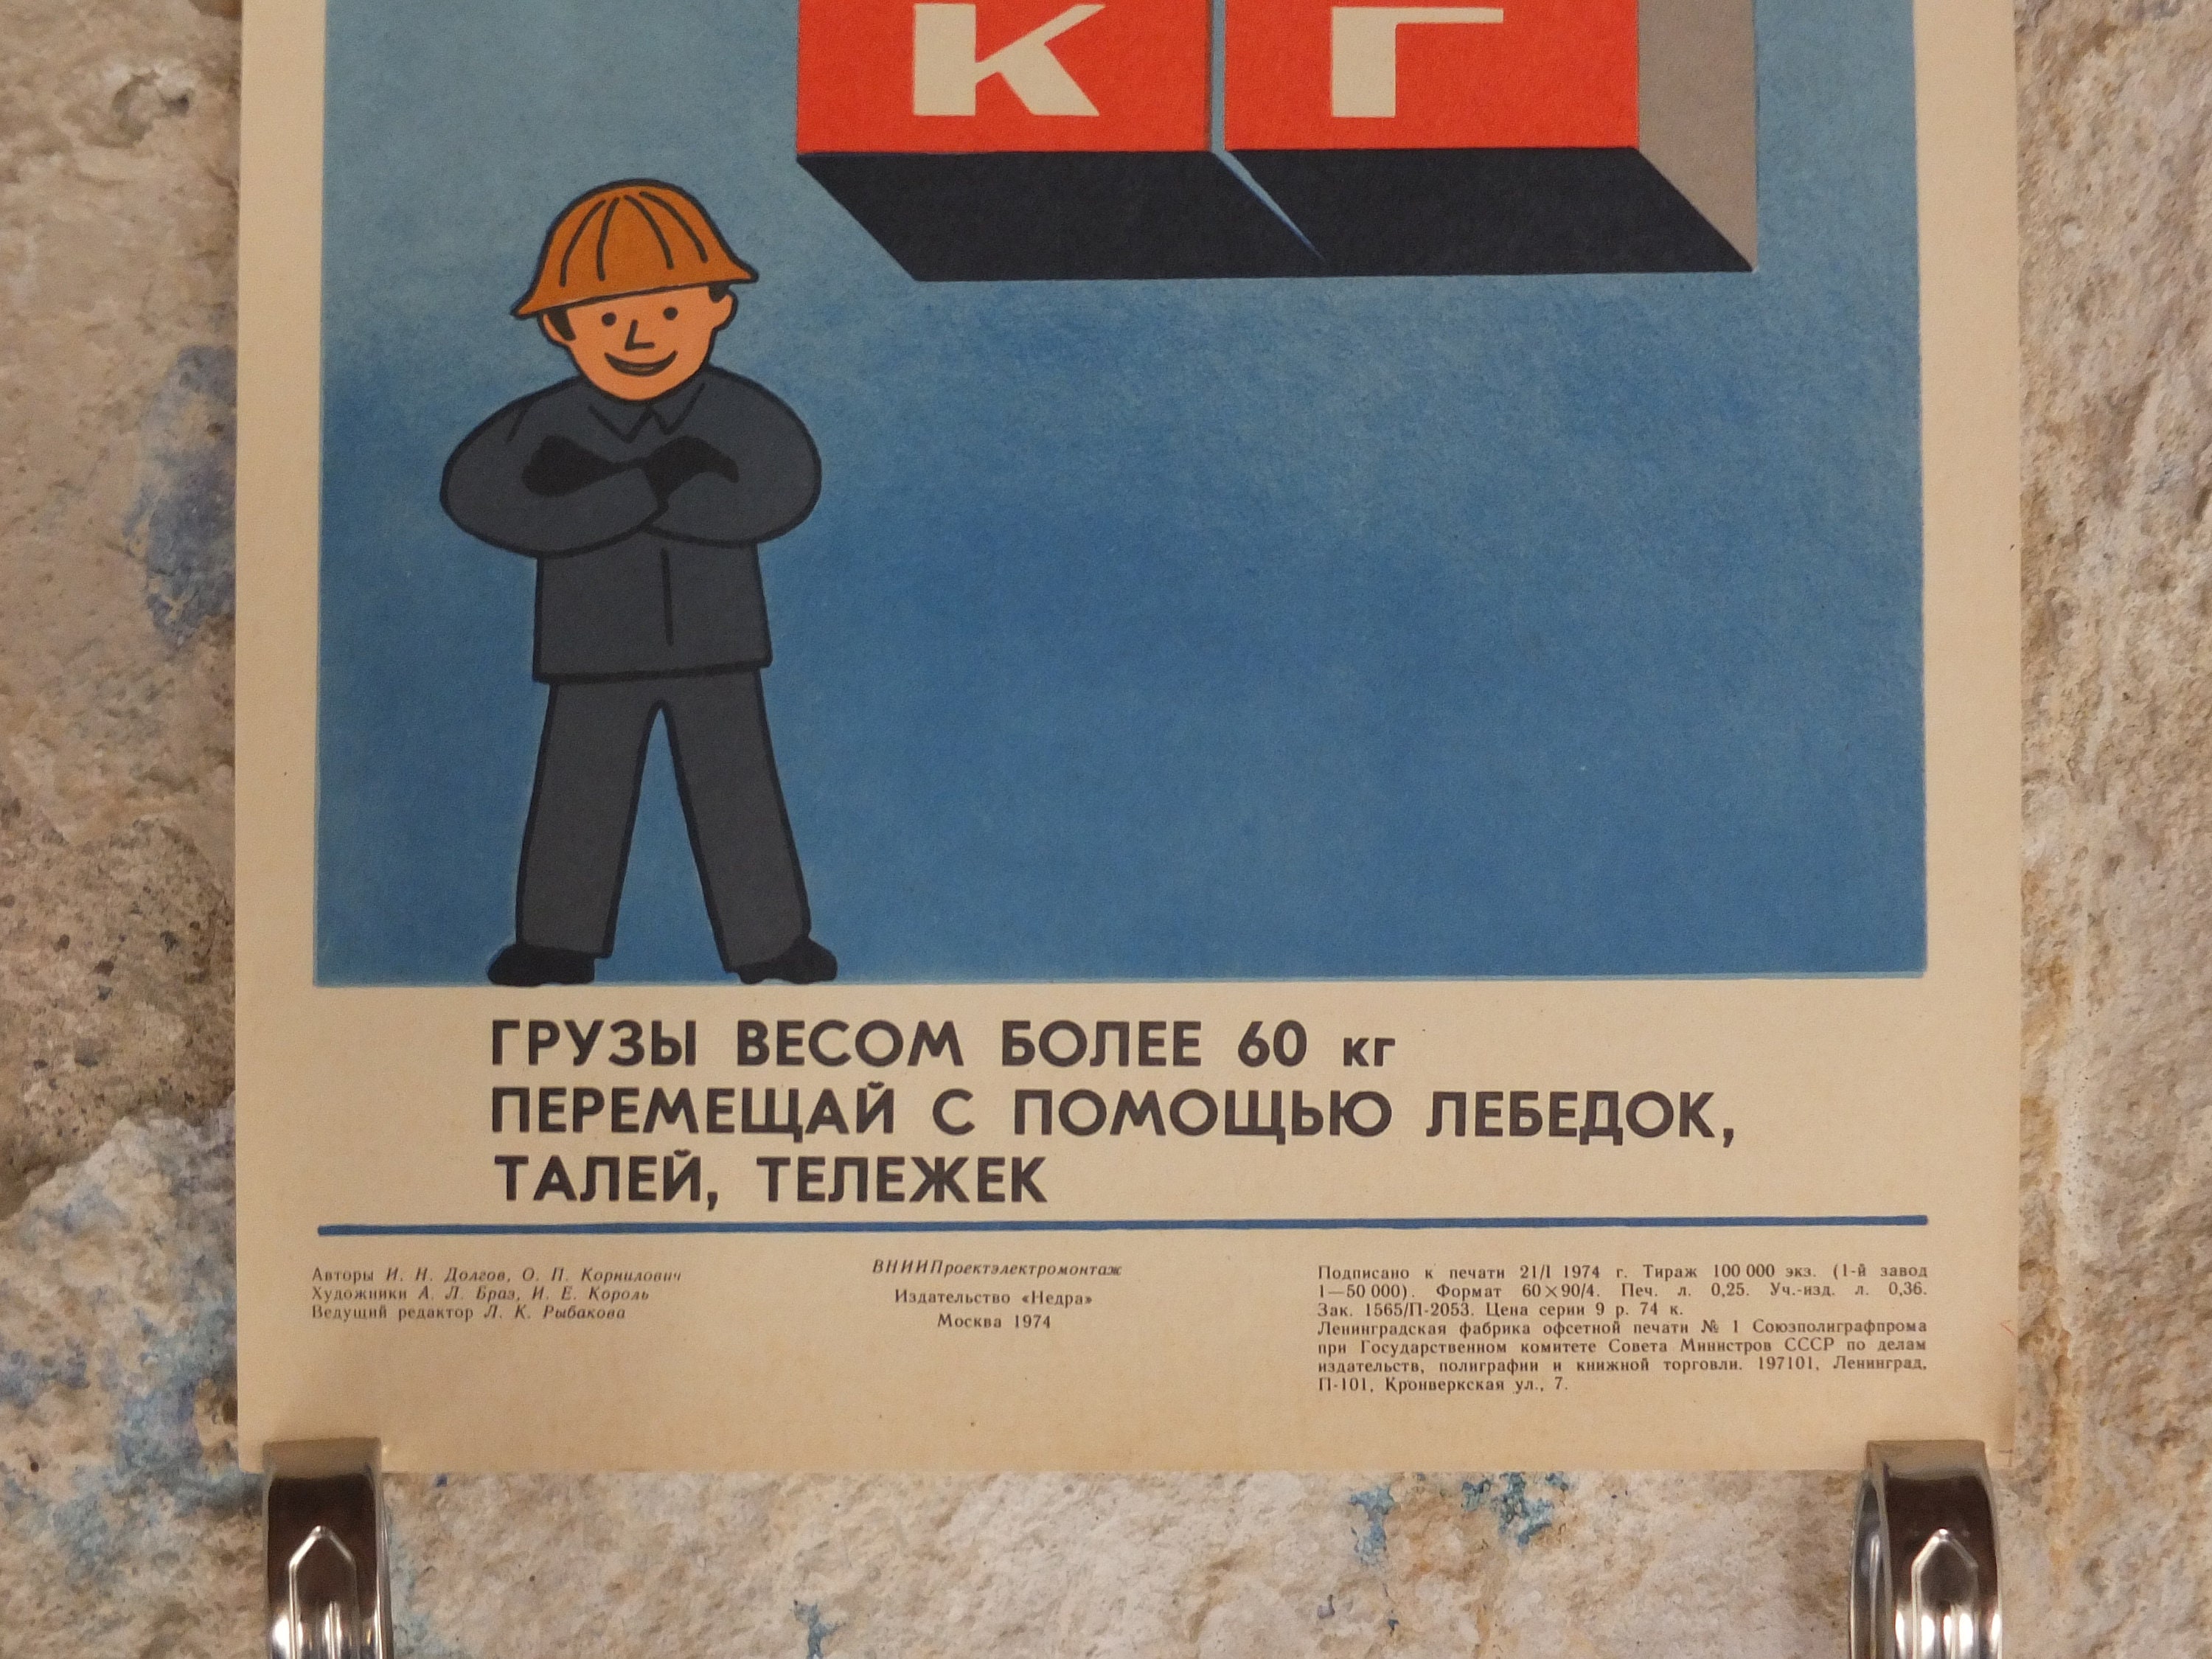 КГ
ГРУЗЫ ВЕСОМ БОЛЕЕ 60 кг
ПЕРЕМЕЩАЙ С ПОМОЩЬЮ ЛЕБЕДОК,
ТАЛЕЙ, ТЕЛЕЖЕК
Авторы И. Н. Долгов, О. П. Корнилович
Художники А. Л. Браз, И. Е. Король
Ведущий редактор Л. К. Рыбакова
ВНИИПроектэлектромонтаж
Издательство «Недра»
Москва 1974
Подписано к печати 21/I 1974 г. Тираж 100 000 экз. (1-й завод
1—50 000). Формат 60×90/4. Печ. л. 0,25. Уч.-изд. л. 0,36.
Зак. 1565/П-2053. Цена серии 9 р. 74 к.
Ленинградская фабрика офсетной печати № 1 Союзполиграфпрома
при Государственном комитете Совета Министров СССР по делам
издательств, полиграфии и книжной торговли. 197101, Ленинград,
П-101, Кронверкская ул., 7.